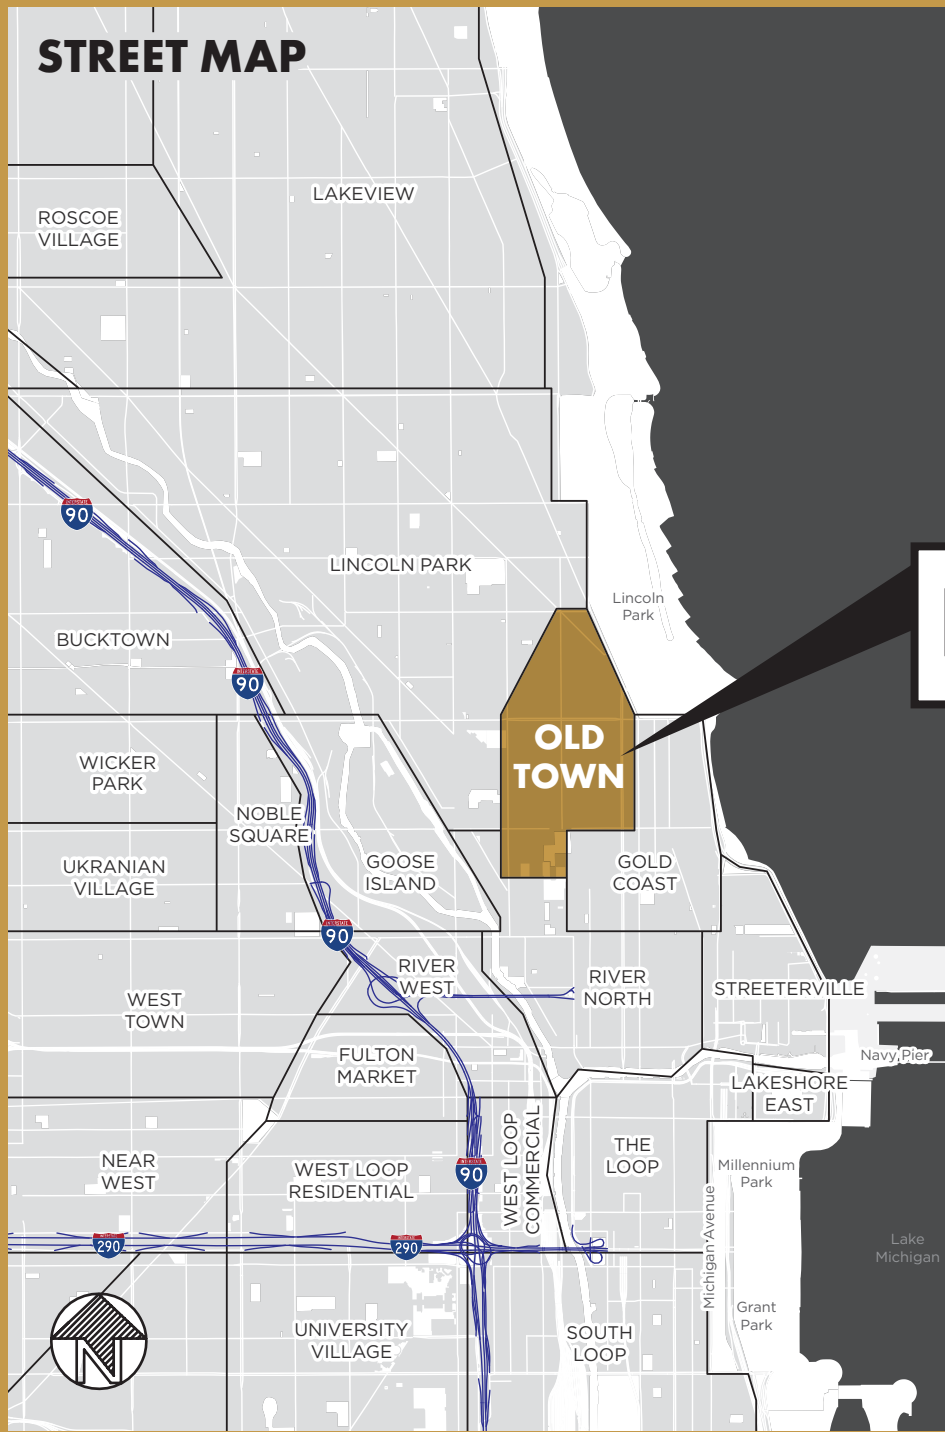 STREET MAP
LAKEVIEW
ROSCOE
VILLAGE
90
LINCOLN PARK
Lincoln
Park
BUCKTOWN
90
OLD
TOWN
WICKER
PARK
NOBLE
SQUARE
UKRANIAN
VILLAGE
GOOSE
ISLAND
GOLD
COAST
90
RIVER
WEST
RIVER
NORTH
STREETERVILLE
WEST
TOWN
FULTON
MARKET
Navy Pier
LAKESHORE
EAST
WEST LOOP
COMMERCIAL
THE
LOOP
NEAR
WEST
WEST LOOP
RESIDENTIAL
90
Millennium
Park
Michigan Avenue
290
290
Lake
Michigan
Grant
Park
UNIVERSITY
VILLAGE
SOUTH
LOOP
N